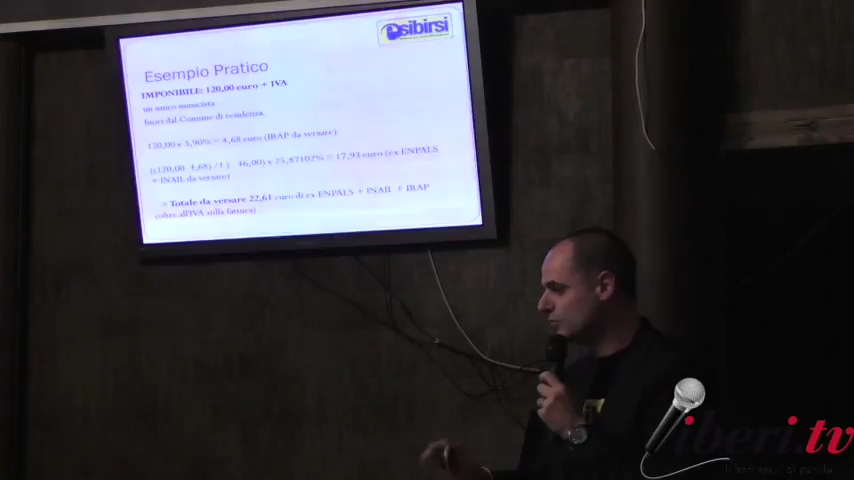 sibirsi
Esempio Pratico
IMPONIBILE: 120,00 euro + IVA
un unico musicista
fuori dal Comune di residenza.
120,00 x 3,90% = 4,68 euro (IRAP da versare)
((120,00 4,68) / 1 ) 46,00) x 25,87102% = 17,93 euro (ex ENPALS
+ INAIL da versare)
= Totale da versare 22,61 euro di ex ENPALS + INAIL + IRAP
(oltre all'IVA sulla fattura)
liberi.tv